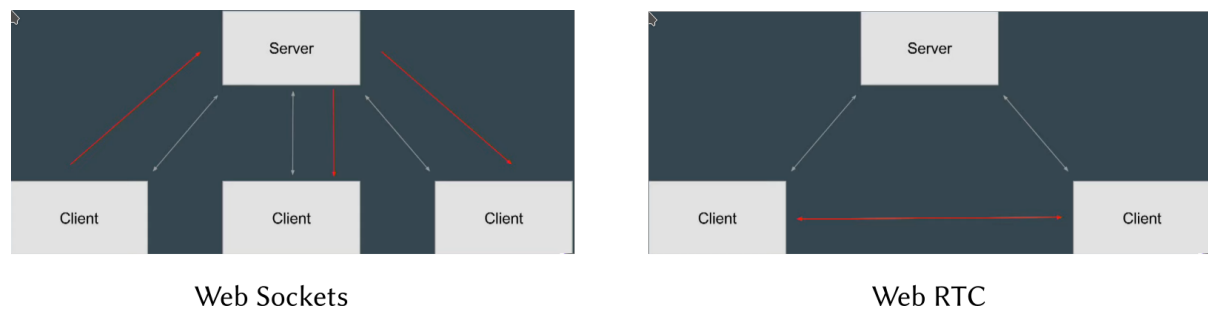 Server
Client
Client
Client
Web Sockets
Server
Client
Client
Web RTC